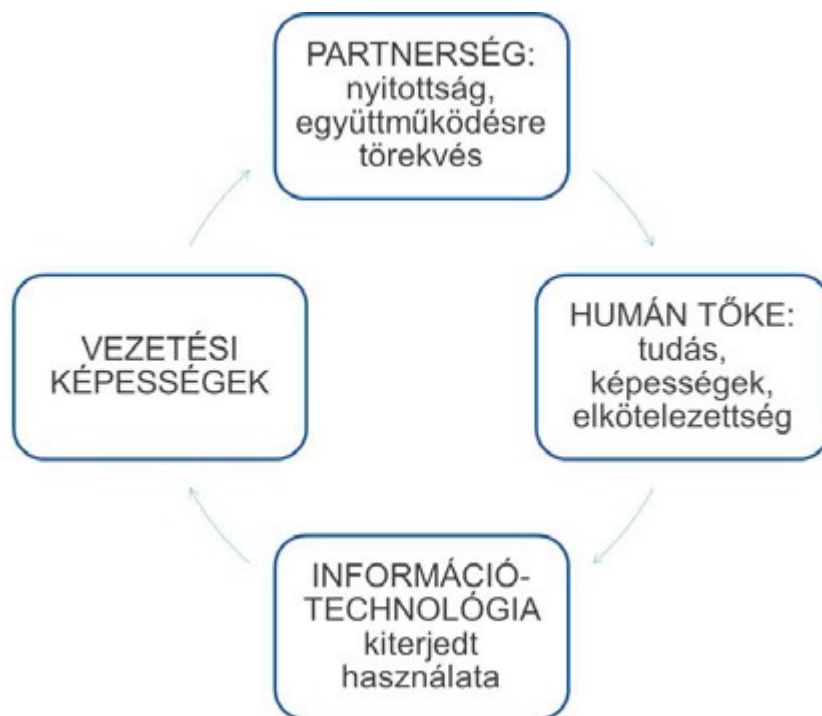 PARTNERSÉG:
nyitottság,
együttműködésre
törekvés
HUMÁN TŐKE:
tudás,
képességek,
elkötelezettség
INFORMÁCIÓ-
TECHNOLÓGIA
kiterjedt
használata
VEZETÉSI
KÉPESSÉGEK